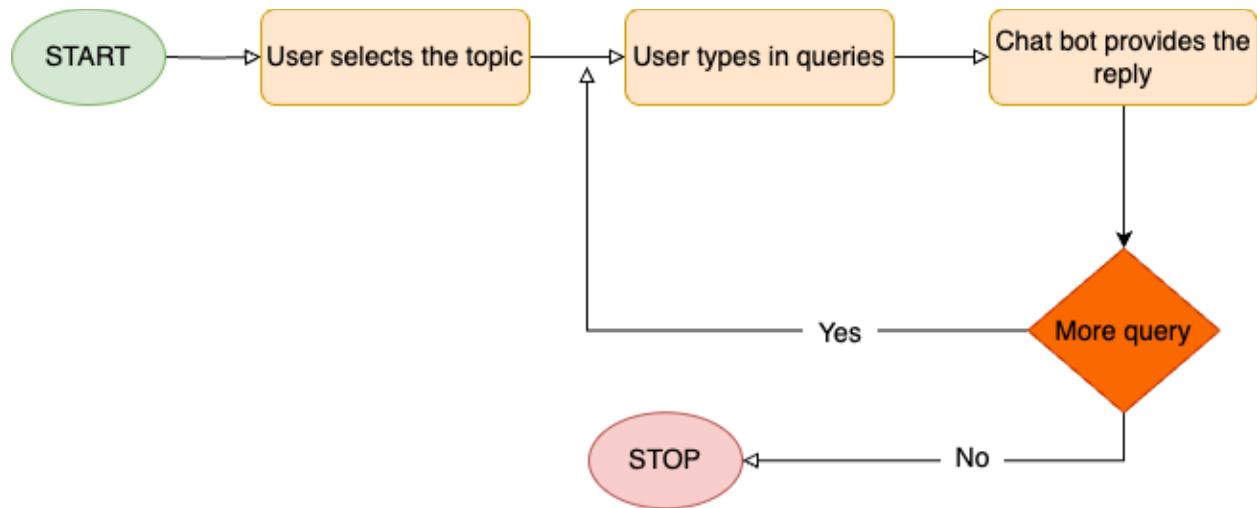 START
User selects the topic
User types in queries
Chat bot provides the
reply
Yes
More query
STOP
No